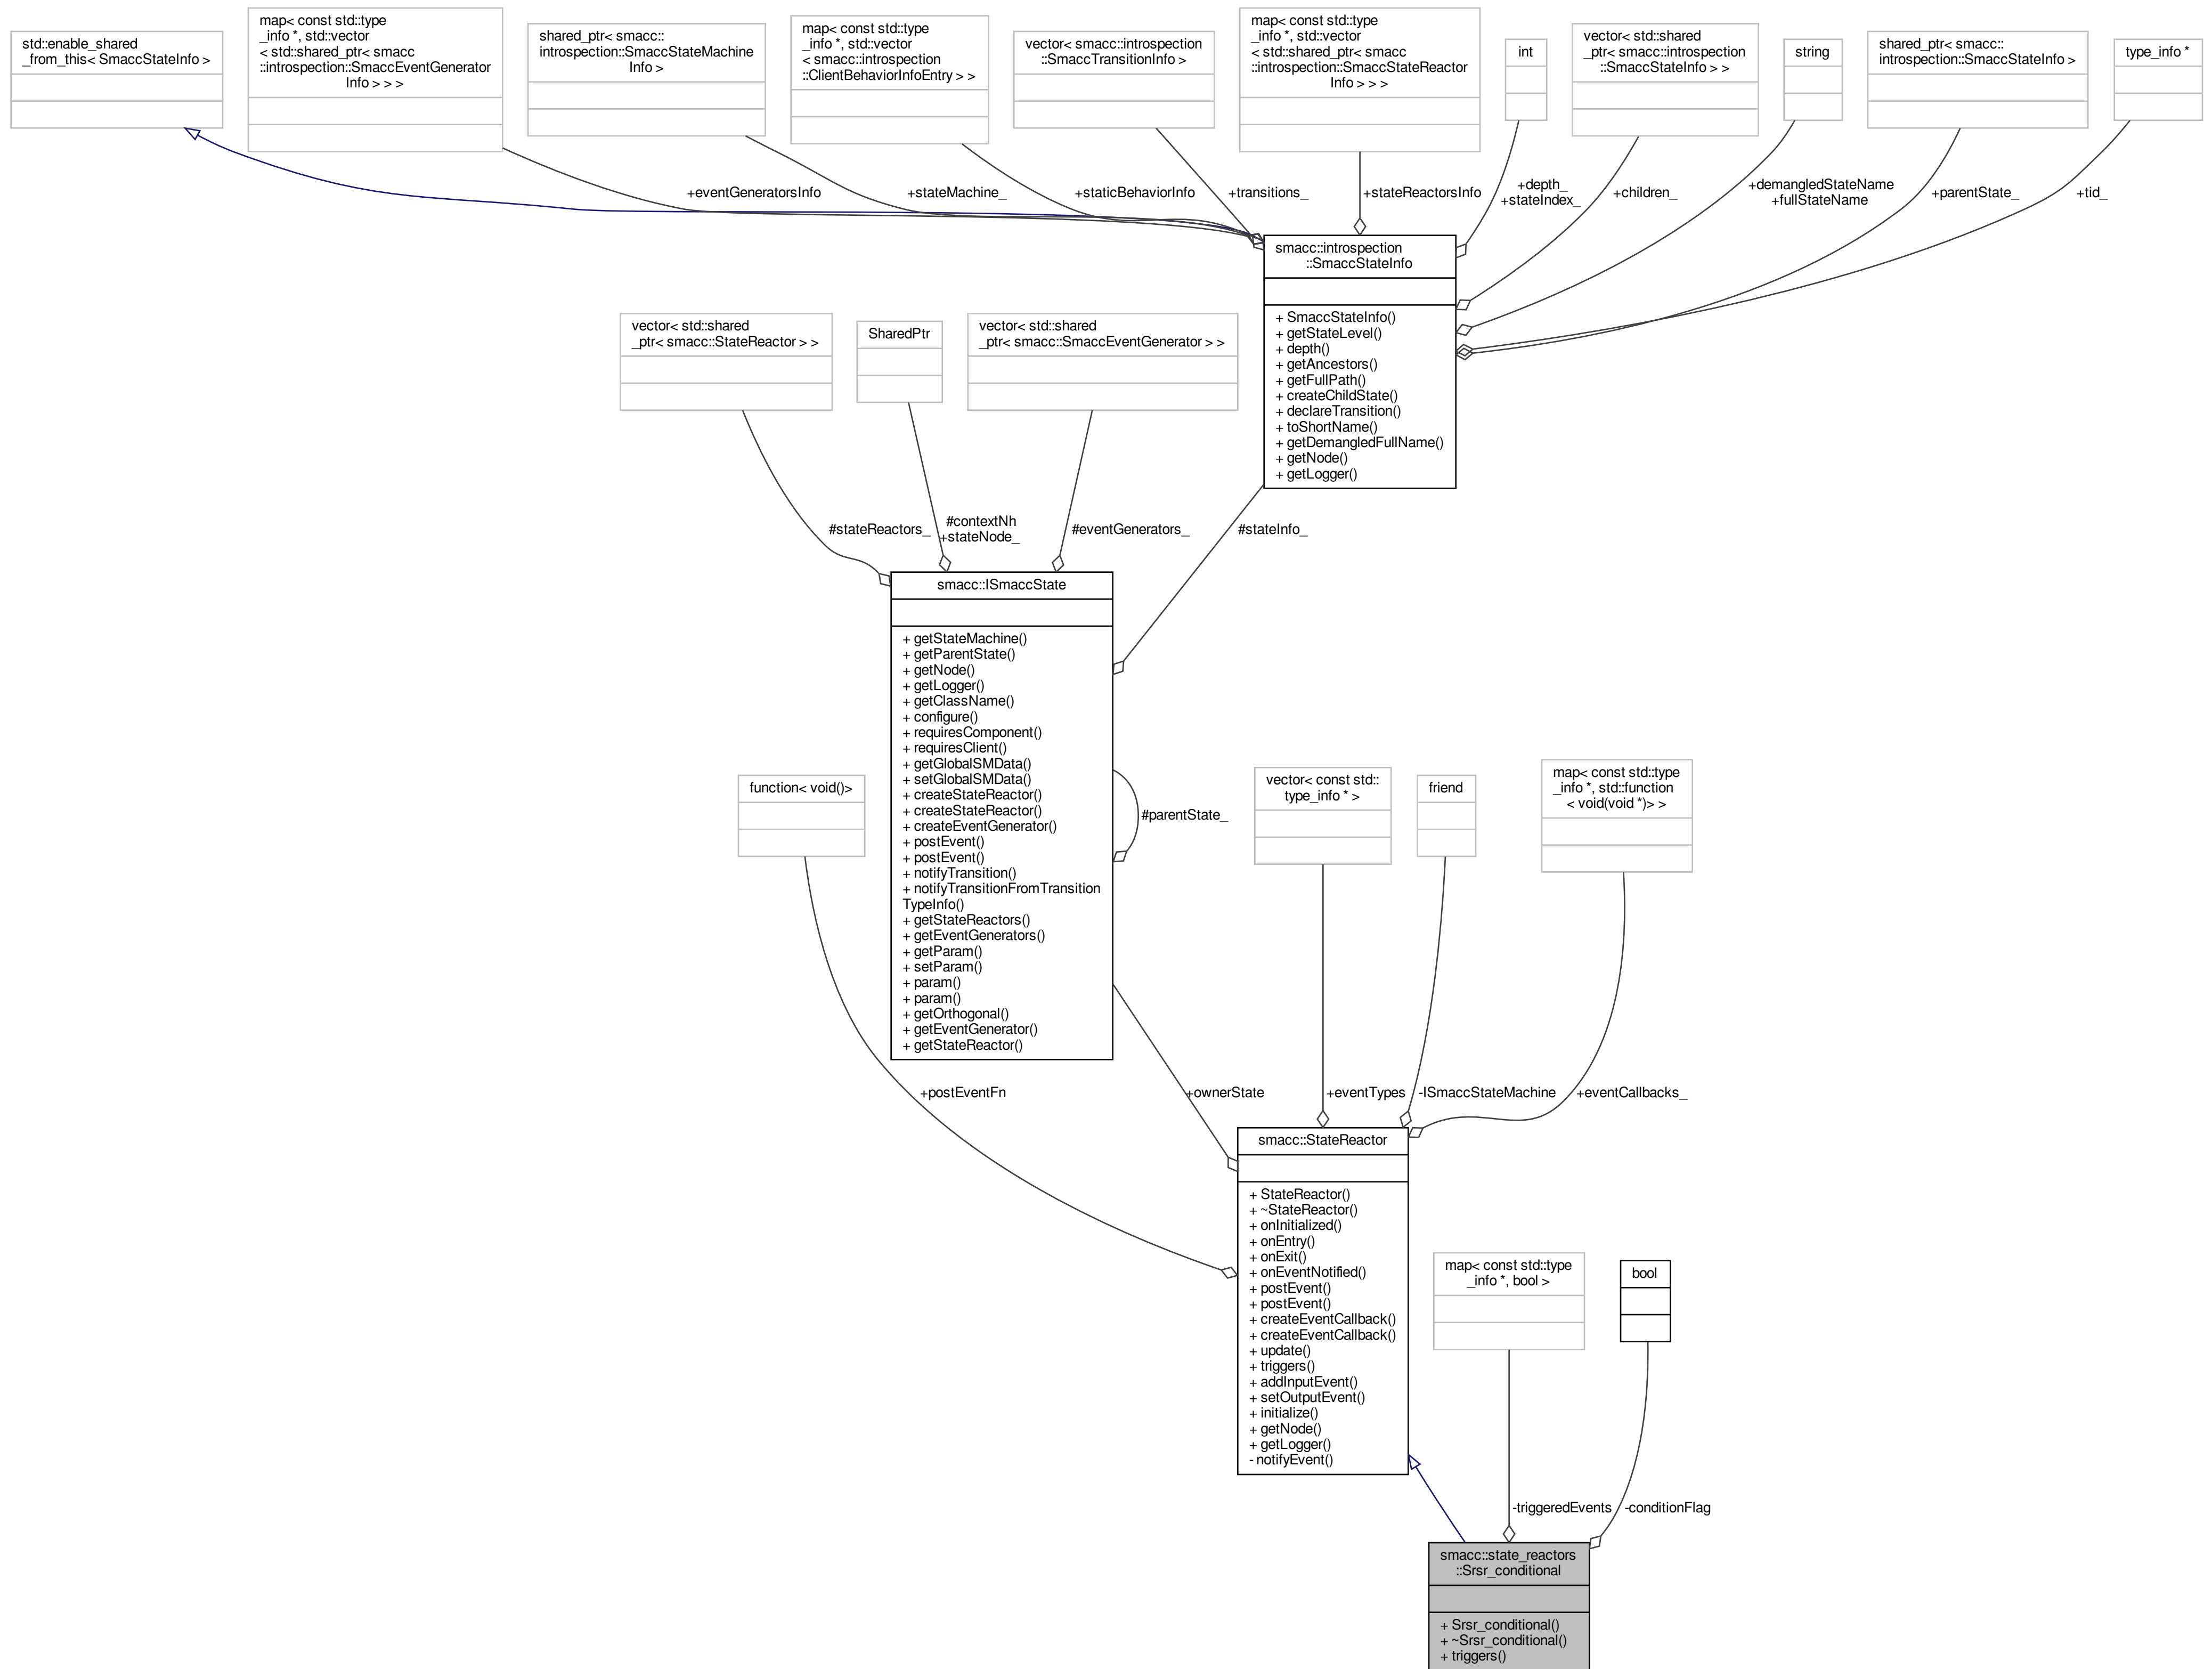 std::enable_shared
_from_this< SmaccStateInfo >
map< const std::type
_info *, std::vector
< std::shared_ptr< smacc
::introspection::SmaccEventGenerator
Info > > >
shared_ptr< smacc::
introspection::SmaccStateMachine
Info >
map< const std::type
_info *, std::vector
< smacc::introspection
::ClientBehaviorInfoEntry > >
vector< smacc::introspection
::SmaccTransitionInfo >
map< const std::type
_info *, std::vector
< std::shared_ptr< smacc
::introspection::SmaccStateReactor
Info > > >
int
vector< std::shared
_ptr< smacc::introspection
::SmaccStateInfo > >
string
shared_ptr< smacc::
introspection::SmaccStateInfo >
type_info *
+eventGeneratorsInfo
+stateMachine_
+staticBehaviorInfo
+transitions_
+stateReactorsInfo
+depth_
+stateIndex_
+children_
+demangledStateName
+fullStateName
+parentState_
+tid_
smacc::introspection
::SmaccStateInfo
+ SmaccStateInfo()
+ getStateLevel()
+ depth()
+ getAncestors()
+ getFullPath()
+ createChildState()
+ declareTransition()
+ toShortName()
+ getDemangledFullName()
+ getNode()
+ getLogger()
vector< std::shared
_ptr< smacc::StateReactor > >
SharedPtr
vector< std::shared
_ptr< smacc::SmaccEventGenerator > >
#stateReactors_
#contextNh
+stateNode_
#eventGenerators_
#stateInfo_
smacc::ISmaccState
+ getStateMachine()
+ getParentState()
+ getNode()
+ getLogger()
+ getClassName()
+ configure()
+ requiresComponent()
+ requiresClient()
+ getGlobalSMData()
+ setGlobalSMData()
+ createStateReactor()
+ createStateReactor()
+ createEventGenerator()
+ postEvent()
+ postEvent()
+ notifyTransition()
+ notifyTransitionFromTransition
TypeInfo()
+ getStateReactors()
+ getEventGenerators()
+ getParam()
+ setParam()
+ param()
+ param()
+ getOrthogonal()
+ getEventGenerator()
+ getStateReactor()
#parentState_
function< void()>
vector< const std::
type_info * >
friend
map< const std::type
_info *, std::function
< void(void *)> >
+postEventFn
+ownerState
+eventTypes
-ISmaccStateMachine
+eventCallbacks_
smacc::StateReactor
+ StateReactor()
+ ~StateReactor()
+ onInitialized()
+ onEntry()
+ onExit()
+ onEventNotified()
+ postEvent()
+ postEvent()
+ createEventCallback()
+ createEventCallback()
+ update()
+ triggers()
+ addInputEvent()
+ setOutputEvent()
+ initialize()
+ getNode()
+ getLogger()
- notifyEvent()
map< const std::type
_info *, bool >
bool
-triggeredEvents
-conditionFlag
smacc::state_reactors
::Srsr_conditional
+ Srsr_conditional()
+ ~Srsr_conditional()
+ triggers()